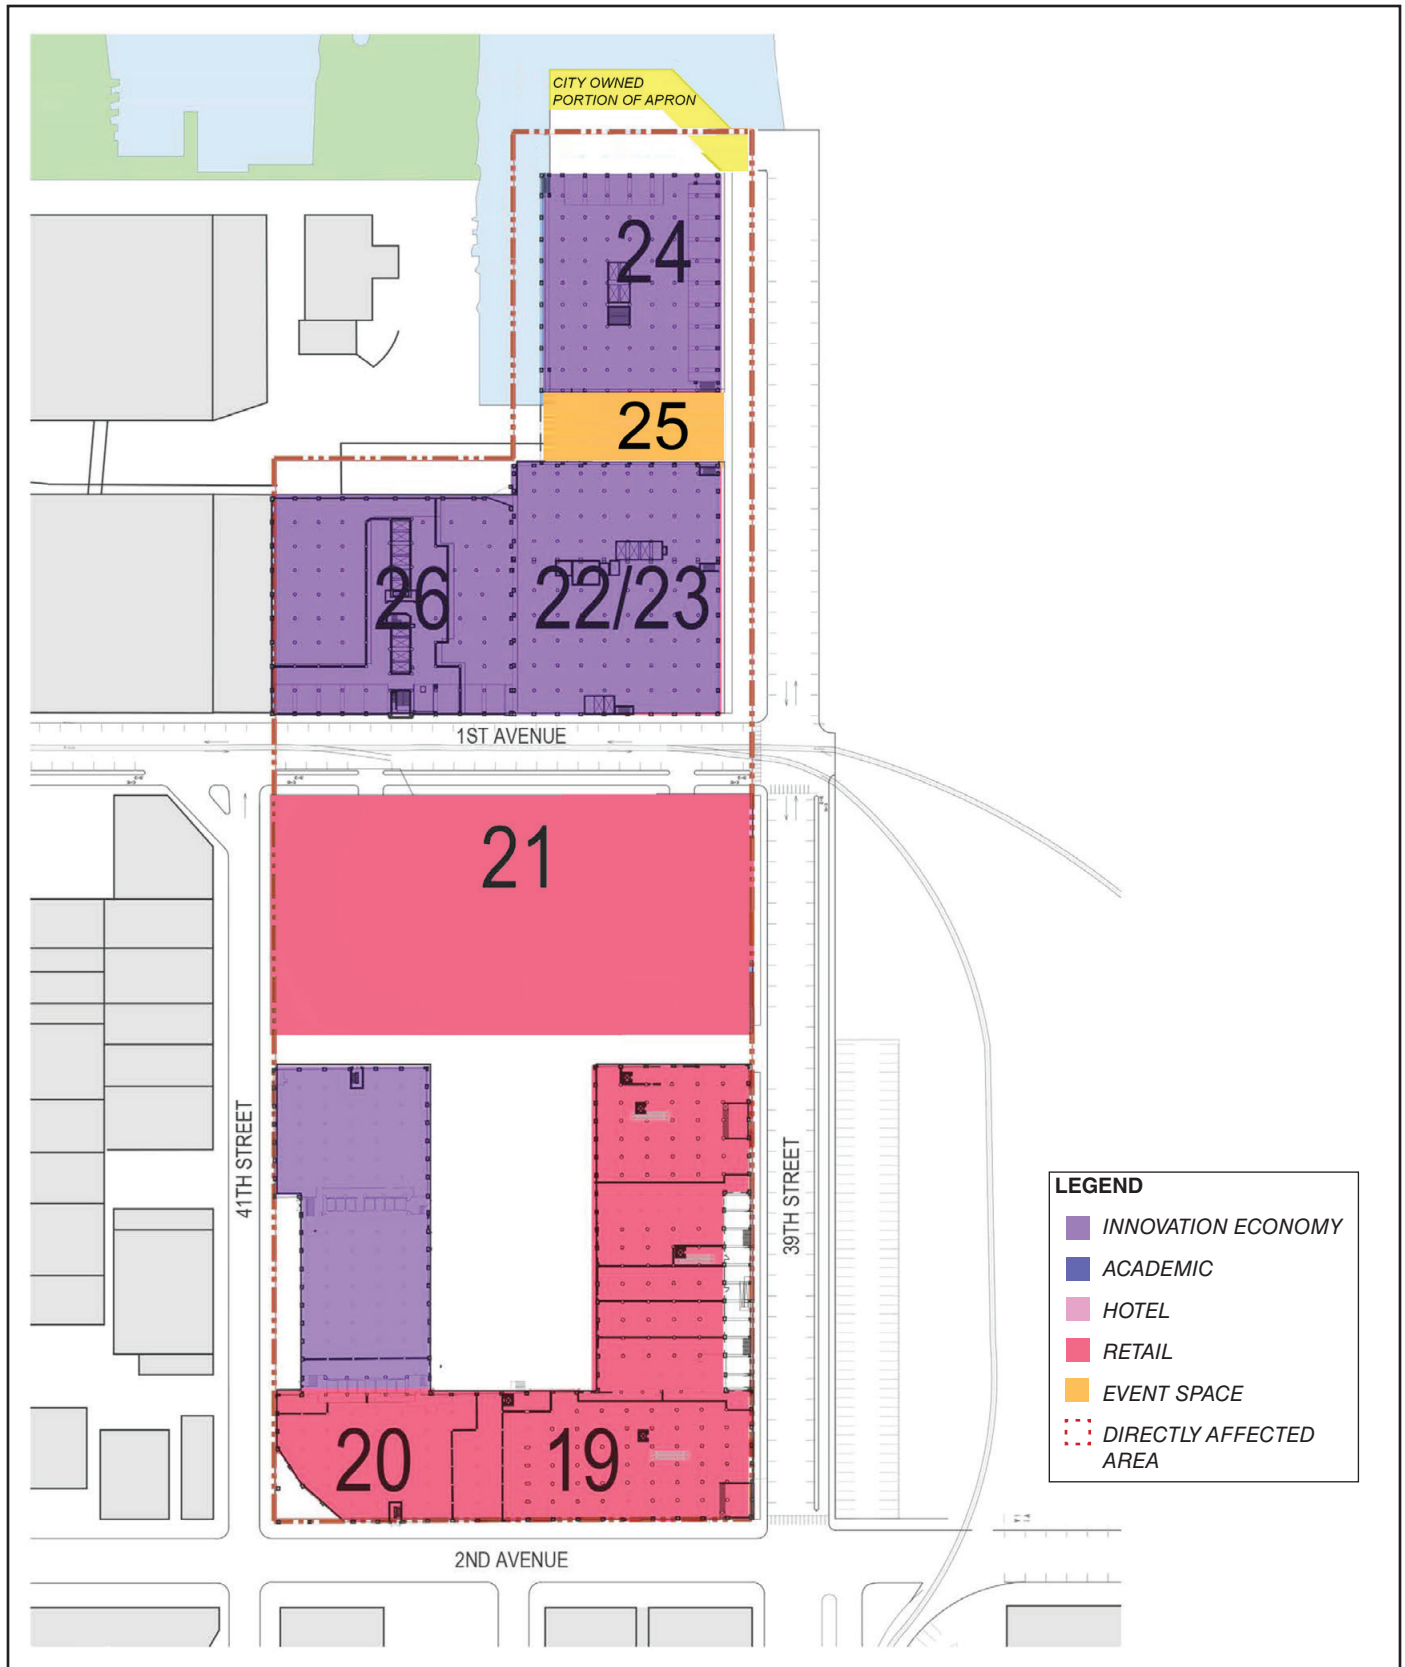 CITY OWNED
PORTION OF APRON
24
25
26
22/23
1ST AVENUE
21
41TH STREET
39TH STREET
20
19
2ND AVENUE
LEGEND
INNOVATION ECONOMY
ACADEMIC
HOTEL
RETAIL
EVENT SPACE
DIRECTLY AFFECTED
AREA